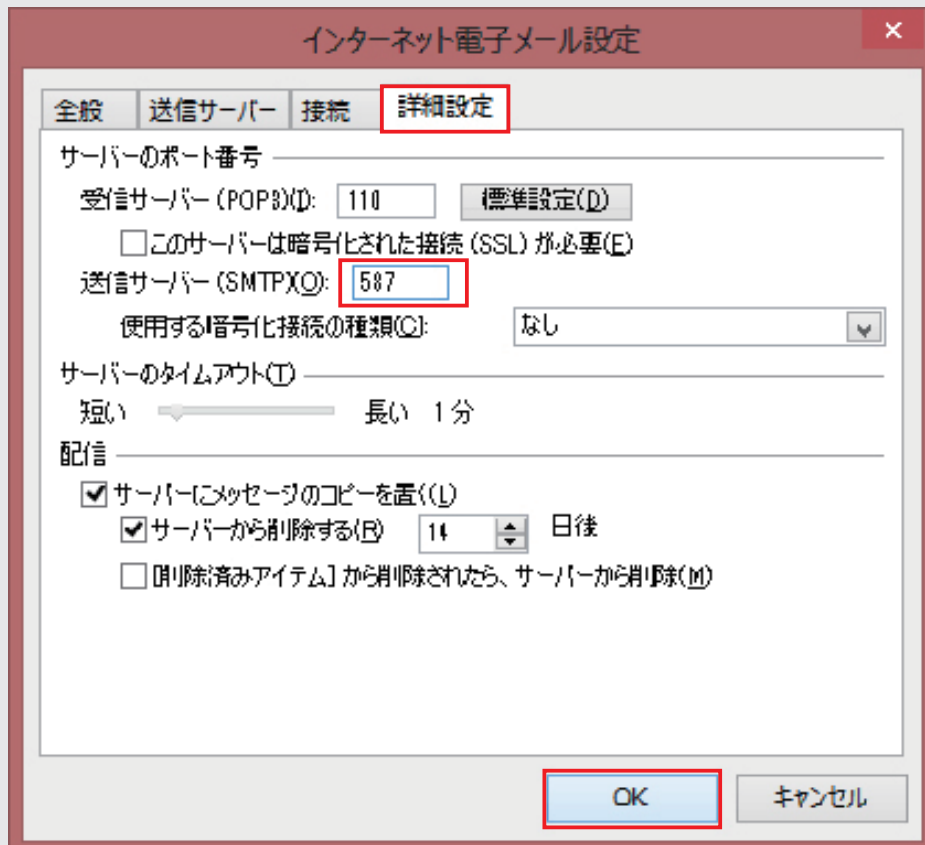 インターネット電子メール設定
全般 送信サーバー 接続 詳細設定
サーバーのポート番号
受信サーバー (POP3)(I): 110 標準設定(D)
このサーバーは暗号化された接続 (SSL) が必要(E)
送信サーバー (SMTP)(O): 587
使用する暗号化接続の種類(C): なし
サーバーのタイムアウト(T)
短い 長い 1 分
配信
サーバーにメッセージのコピーを置く(L)
サーバーから削除する(R) 14 日後
[削除済みアイテム] から削除されたら、サーバーから削除(M)
OK キャンセル